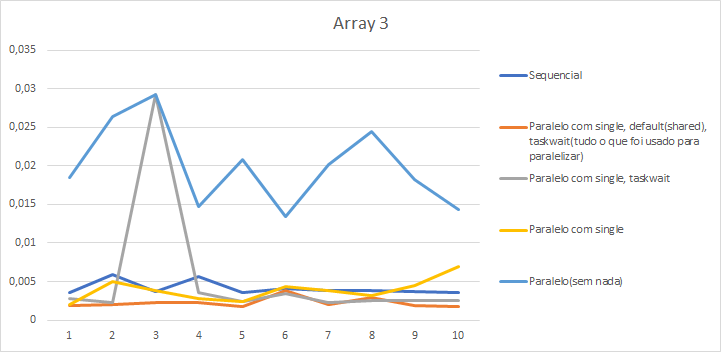 Array 3
0,035
0,03
0,025
0,02
0,015
0,01
0,005
0
1 2 3 4 5 6 7 8 9 10
Sequencial
Paralelo com single, default(shared),
taskwait(tudo o que foi usado para
paralelizar)
Paralelo com single, taskwait
Paralelo com single
Paralelo(sem nada)